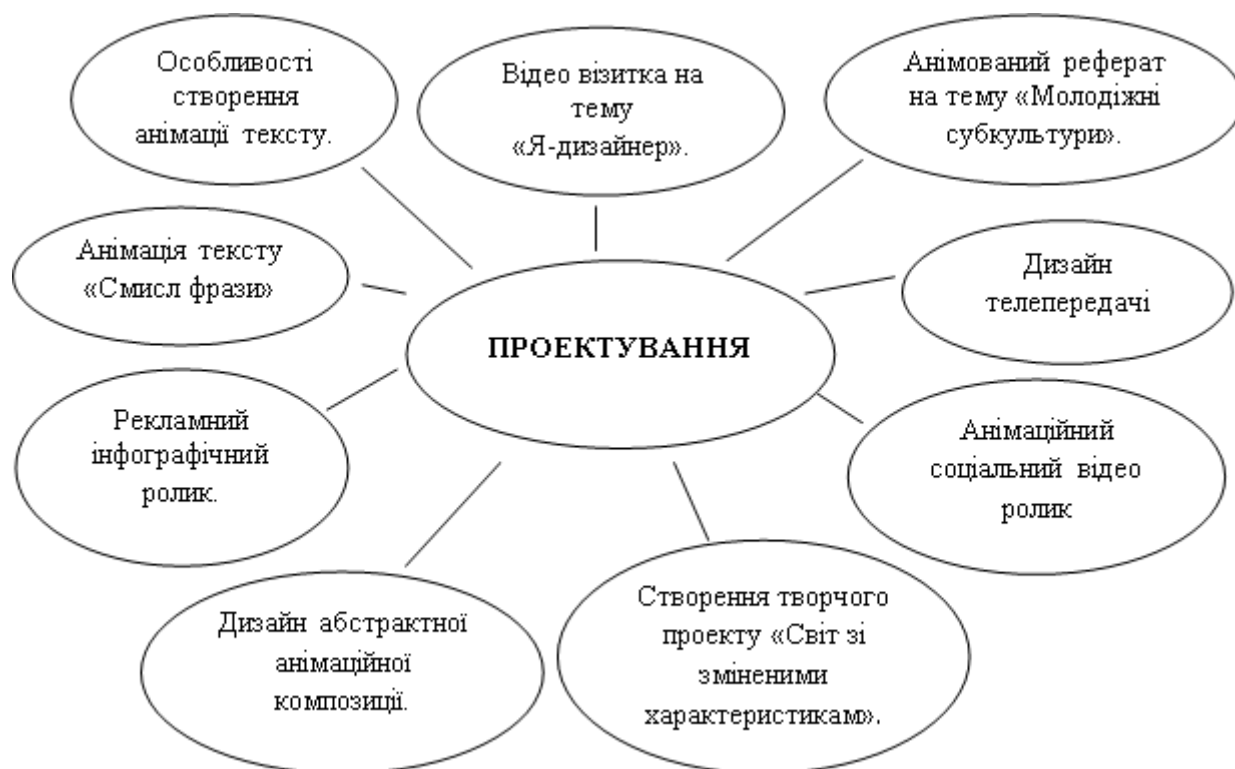 Особливості
створення
анімації тексту.
Відео візитка на
тему
«Я-дизайнер».
Анімований реферат
на тему «Молодіжні
субкультури».
Анімація тексту
«Смисл фрази»
Дизайн
телепередачі
ПРОЕКТУВАННЯ
Рекламний
інфографічний
ролик.
Анімаційний
соціальний відео
ролик
Дизайн абстрактної
анімаційної
композиції.
Створення творчого
проекту «Світ зі
зміненими
характеристикам».